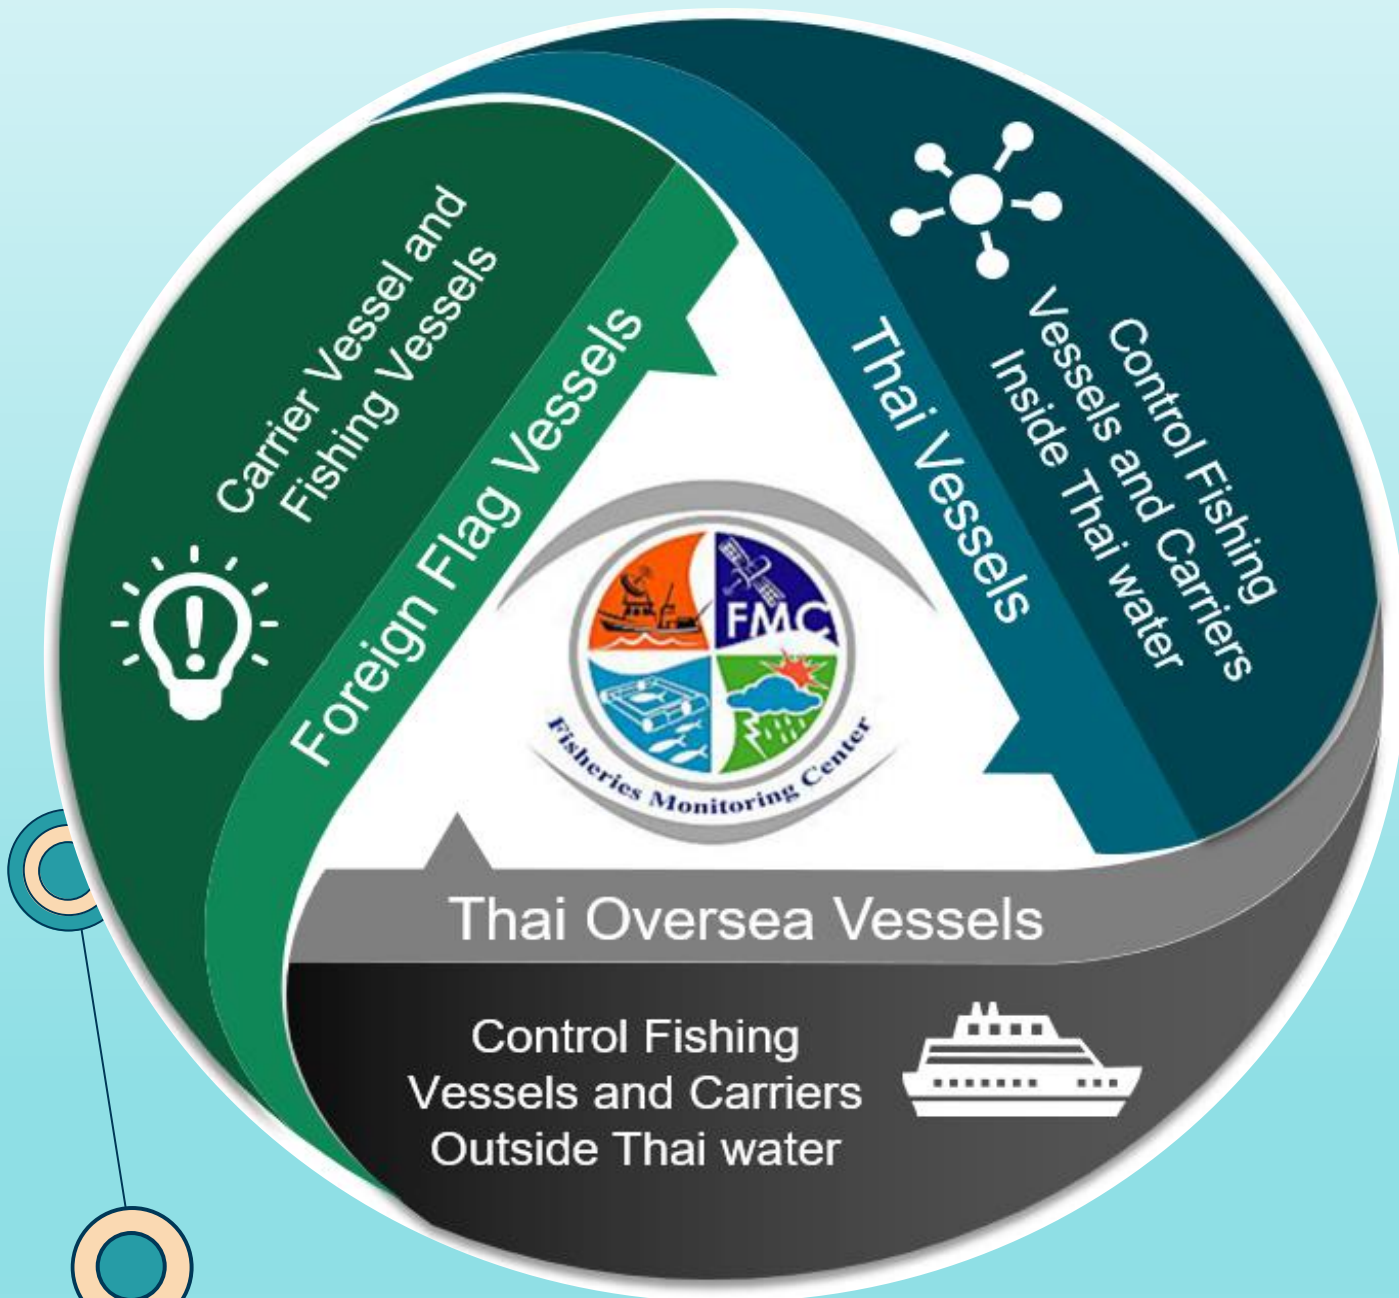 Carrier Vessel and
Fishing Vessels
Foreign Flag Vessels
Thai Vessels
Control Fishing
Vessels and Carriers
Inside Thai water
FMC
Fisheries Monitoring Center
Thai Oversea Vessels
Control Fishing
Vessels and Carriers
Outside Thai water